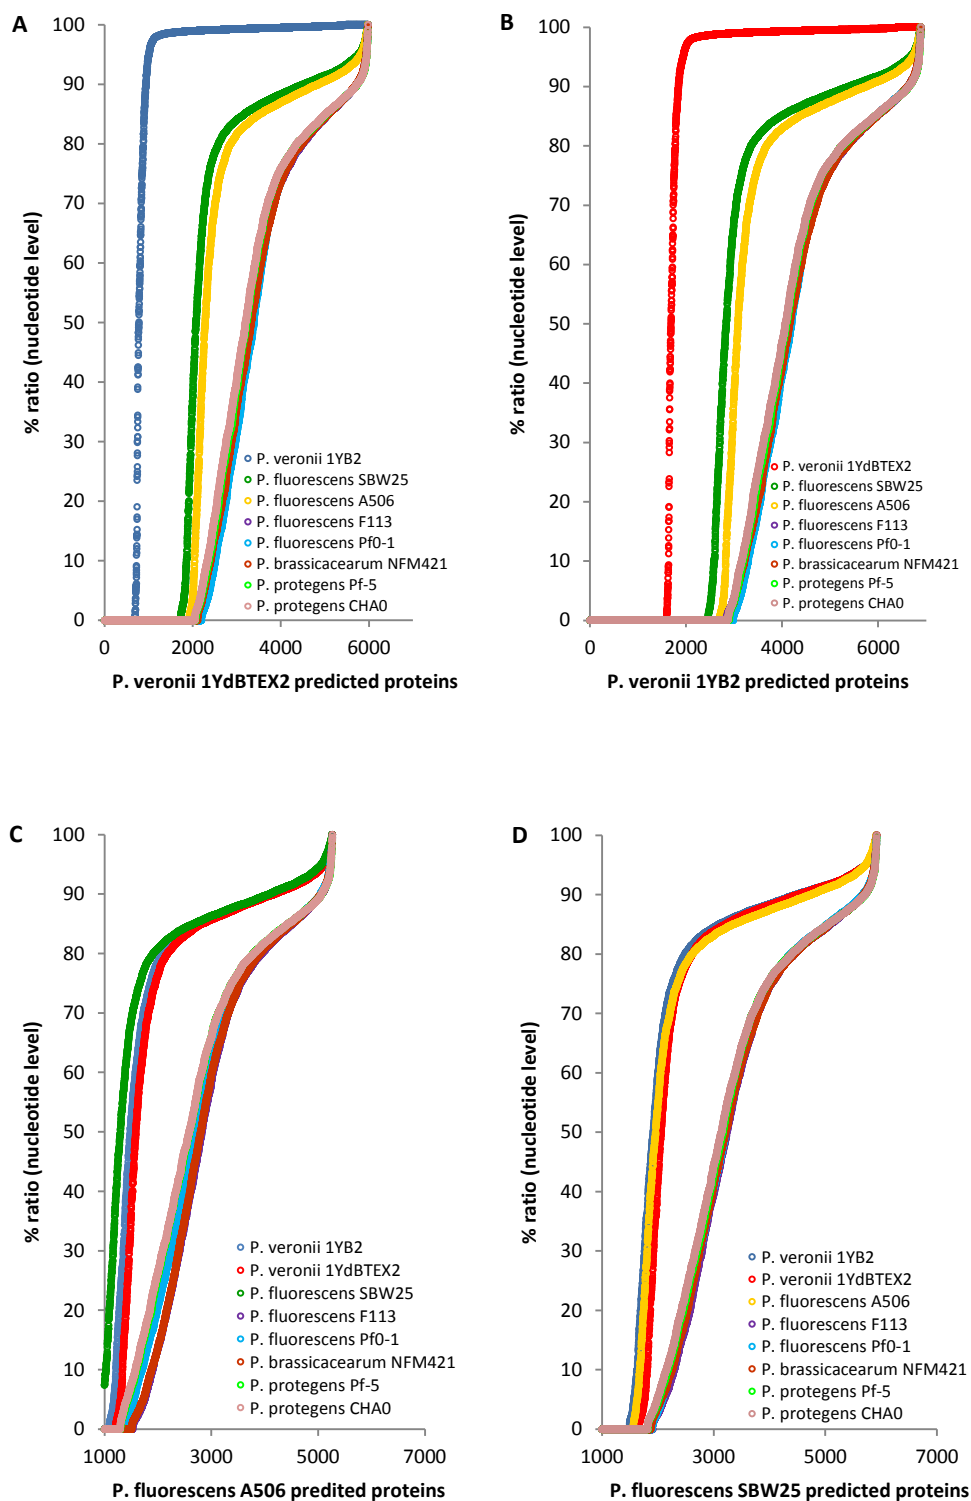 A
100
90
80
70
60
50
40
30
20
10
0
% ratio (nucleotide level)
P. veronii 1YB2
P. fluorescens SBW25
P. fluorescens A506
P. fluorescens F113
P. fluorescens Pf0-1
P. brassicacearum NFM421
P. protegens Pf-5
P. protegens CHA0
0 2000 4000 6000
P. veronii 1YdBTEX2 predicted proteins
B
100
90
80
70
60
50
40
30
20
10
0
% ratio (nucleotide level)
P. veronii 1YdBTEX2
P. fluorescens SBW25
P. fluorescens A506
P. fluorescens F113
P. fluorescens Pf0-1
P. brassicacearum NFM421
P. protegens Pf-5
P. protegens CHA0
0 2000 4000 6000
P. veronii 1YB2 predicted proteins
C
100
90
80
70
60
50
40
30
20
10
0
% ratio (nucleotide level)
P. veronii 1YB2
P. veronii 1YdBTEX2
P. fluorescens SBW25
P. fluorescens F113
P. fluorescens Pf0-1
P. brassicacearum NFM421
P. protegens Pf-5
P. protegens CHA0
1000 3000 5000 7000
P. fluorescens A506 predited proteins
D
100
90
80
70
60
50
40
30
20
10
0
% ratio (nucleotide level)
P. veronii 1YB2
P. veronii 1YdBTEX2
P. fluorescens A506
P. fluorescens F113
P. fluorescens Pf0-1
P. brassicacearum NFM421
P. protegens Pf-5
P. protegens CHA0
1000 3000 5000 7000
P. fluorescens SBW25 predicted proteins